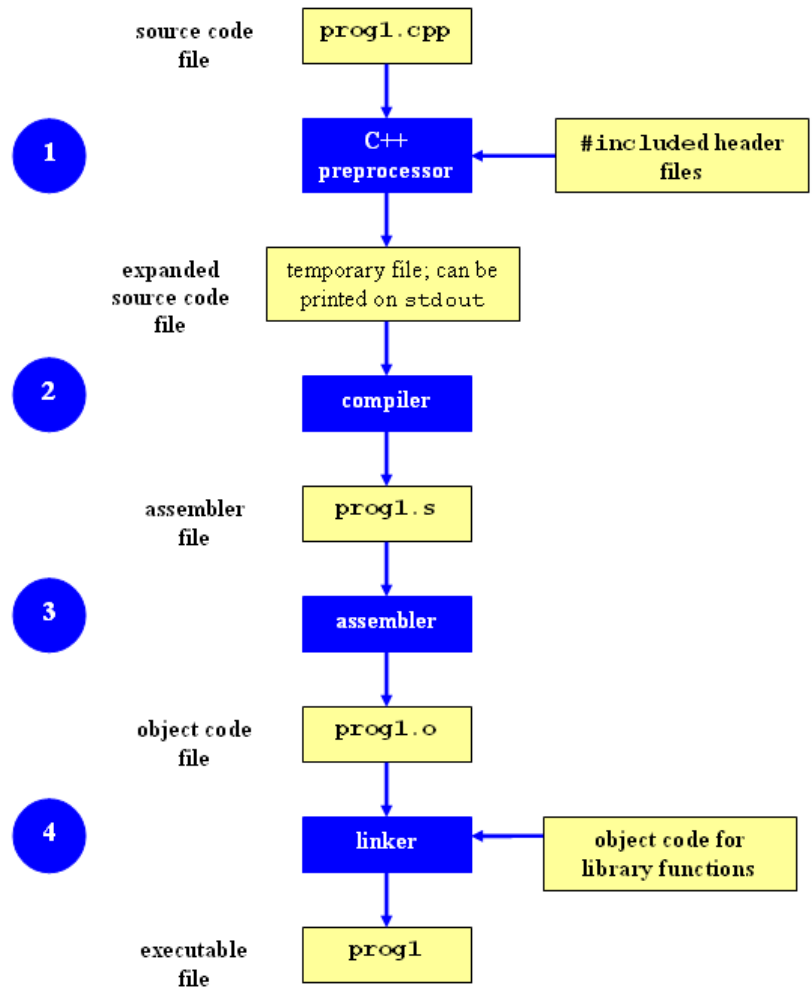 source code
file
prog1.cpp
1
C++
preprocessor
#included header
files
expanded
source code
file
temporary file; can be
printed on stdout
2
compiler
assembler
file
prog1.s
3
assembler
object code
file
prog1.o
4
linker
object code for
library functions
executable
file
prog1